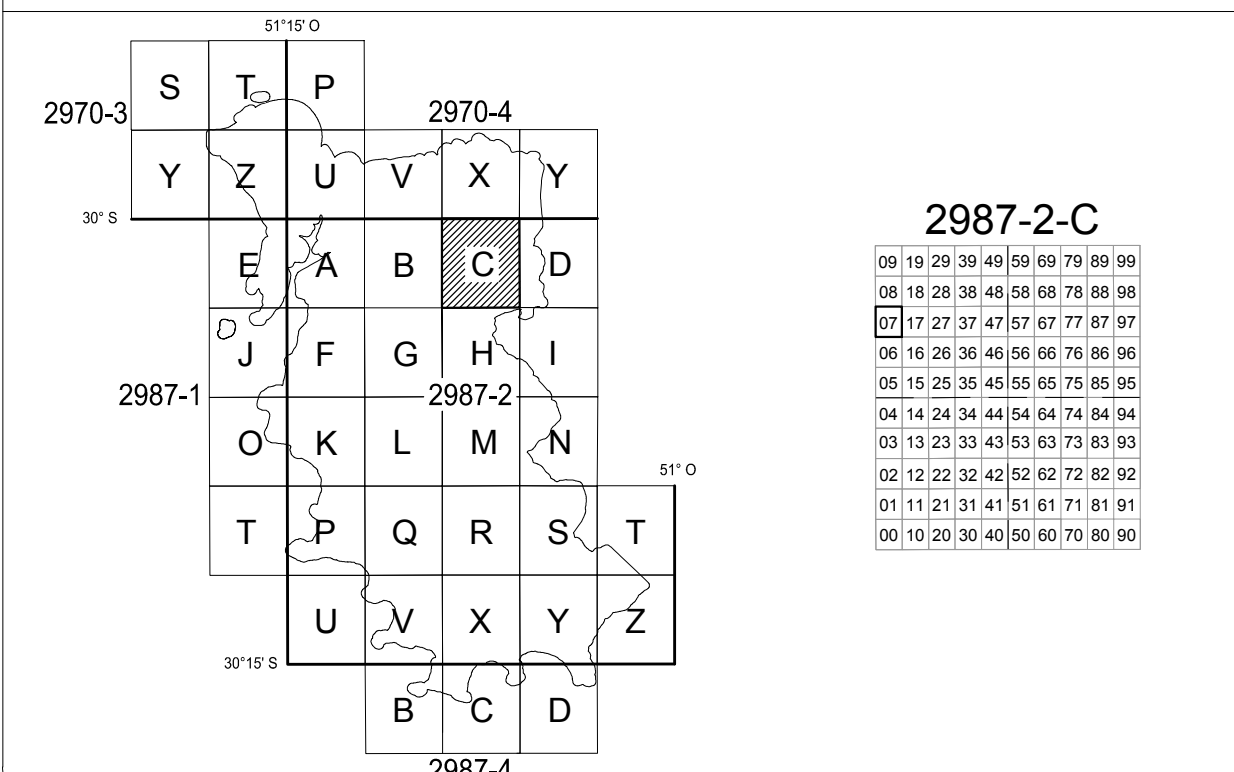 51°15' O
S T P
2970-3 2970-4
Y Z U V X Y
30° S
E A B C D
J F G H I
2987-1 2987-2
O K L M N
51° O
T P Q R S T
U V X Y Z
30°15' S
B C D
2987-4
2987-2-C
09 19 29 39 49 59 69 79 89 99
08 18 28 38 48 58 68 78 88 98
07 17 27 37 47 57 67 77 87 97
06 16 26 36 46 56 66 76 86 96
05 15 25 35 45 55 65 75 85 95
04 14 24 34 44 54 64 74 84 94
03 13 23 33 43 53 63 73 83 93
02 12 22 32 42 52 62 72 82 92
01 11 21 31 41 51 61 71 81 91
00 10 20 30 40 50 60 70 80 90